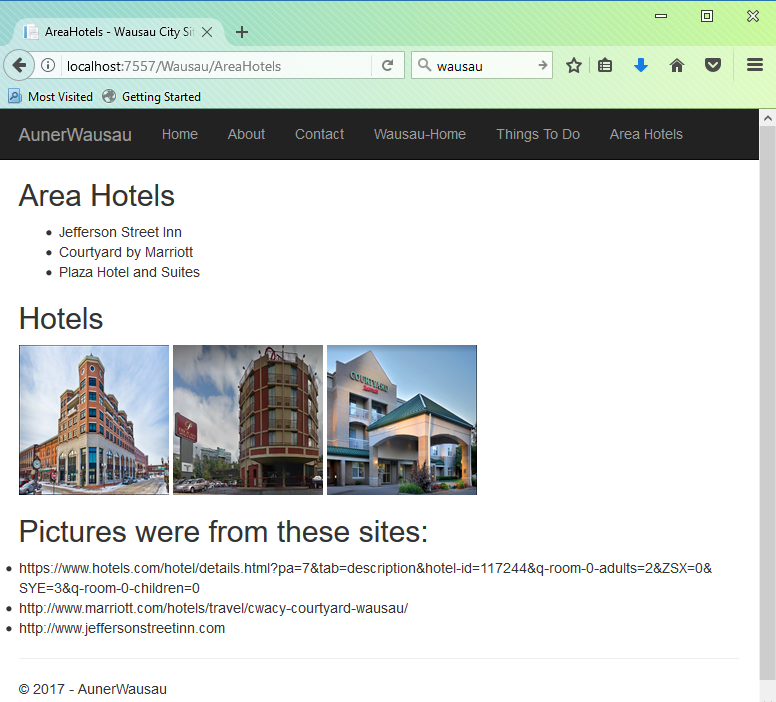 AreaHotels - Wausau City Sit
localhost:7557/Wausau/AreaHotels
wausau
Most Visited
Getting Started
AunerWausau
Home
About
Contact
Wausau-Home
Things To Do
Area Hotels
Area Hotels
Jefferson Street Inn
Courtyard by Marriott
Plaza Hotel and Suites
Hotels
COURTYARD
Marriott
Pictures were from these sites:
https://www.hotels.com/hotel/details.html?pa=7&tab=description&hotel-id=117244&q-room-0-adults=2&ZSX=0&
SYE=3&q-room-0-children=0
http://www.marriott.com/hotels/travel/cwacy-courtyard-wausau/
http://www.jeffersonstreetinn.com
© 2017 - AunerWausau